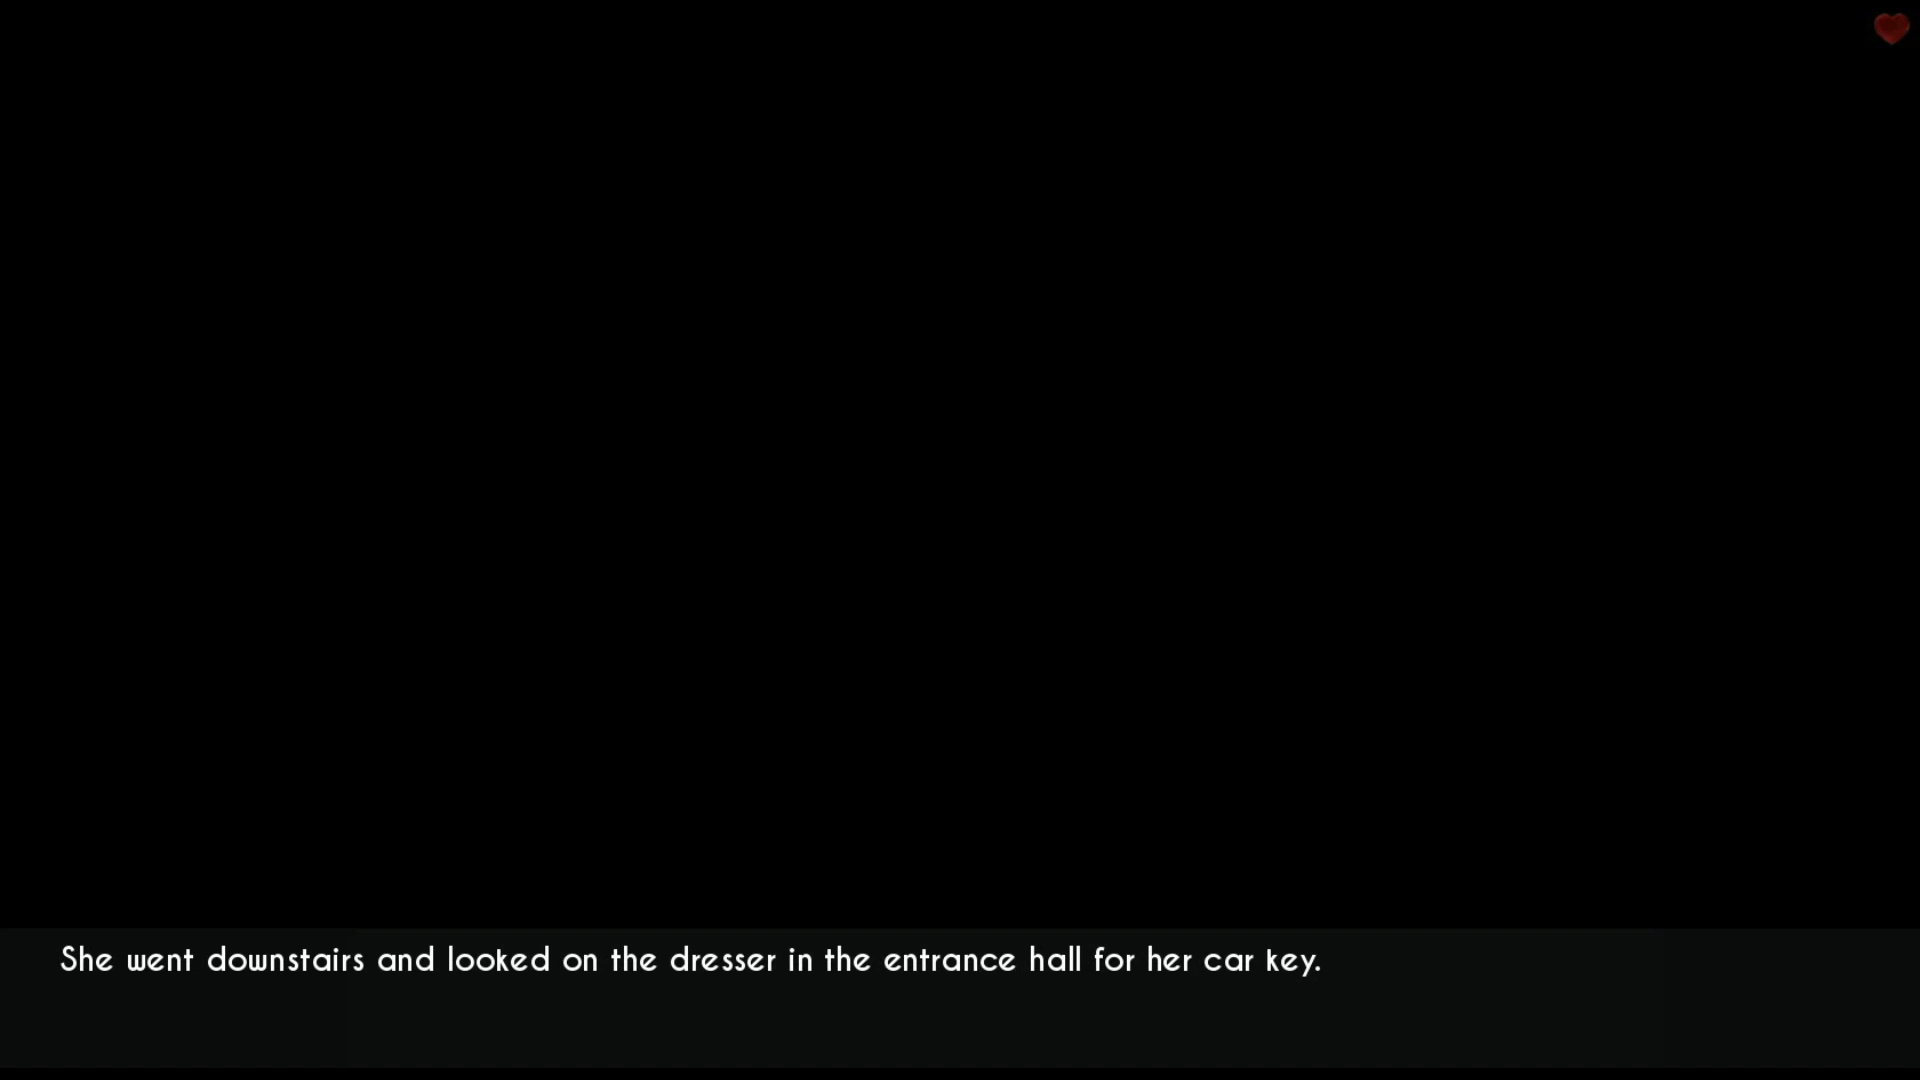 She went downstairs and looked on the dresser in the entrance hall for her car key.